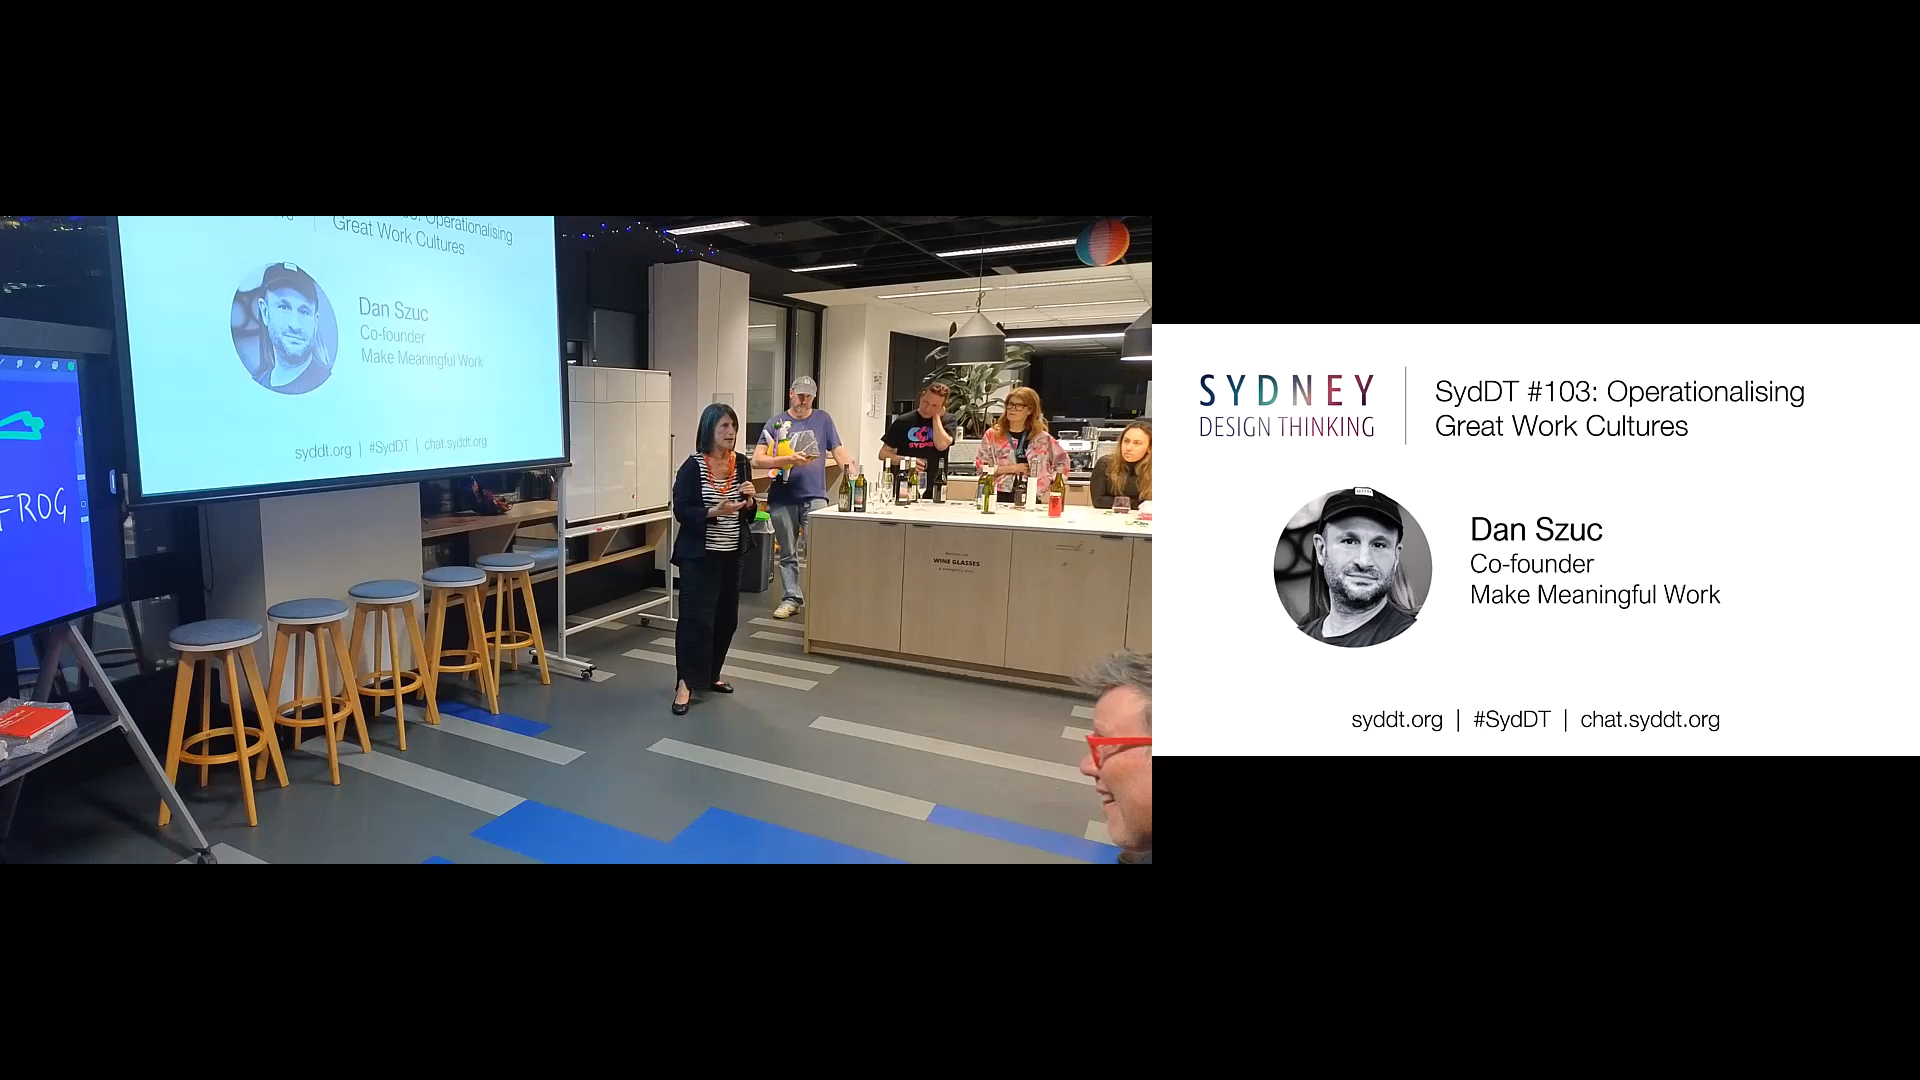 Great Work Cultures
Operationalising
Dan Szuc
Co-founder
Make Meaningful Work
syddt.org | #SydDT | chat.syddt.org
FROG
SYDNEY
WINE GLASSES
SYDNEY
DESIGN THINKING
SydDT #103: Operationalising
Great Work Cultures
Dan Szuc
Co-founder
Make Meaningful Work
syddt.org | #SydDT | chat.syddt.org